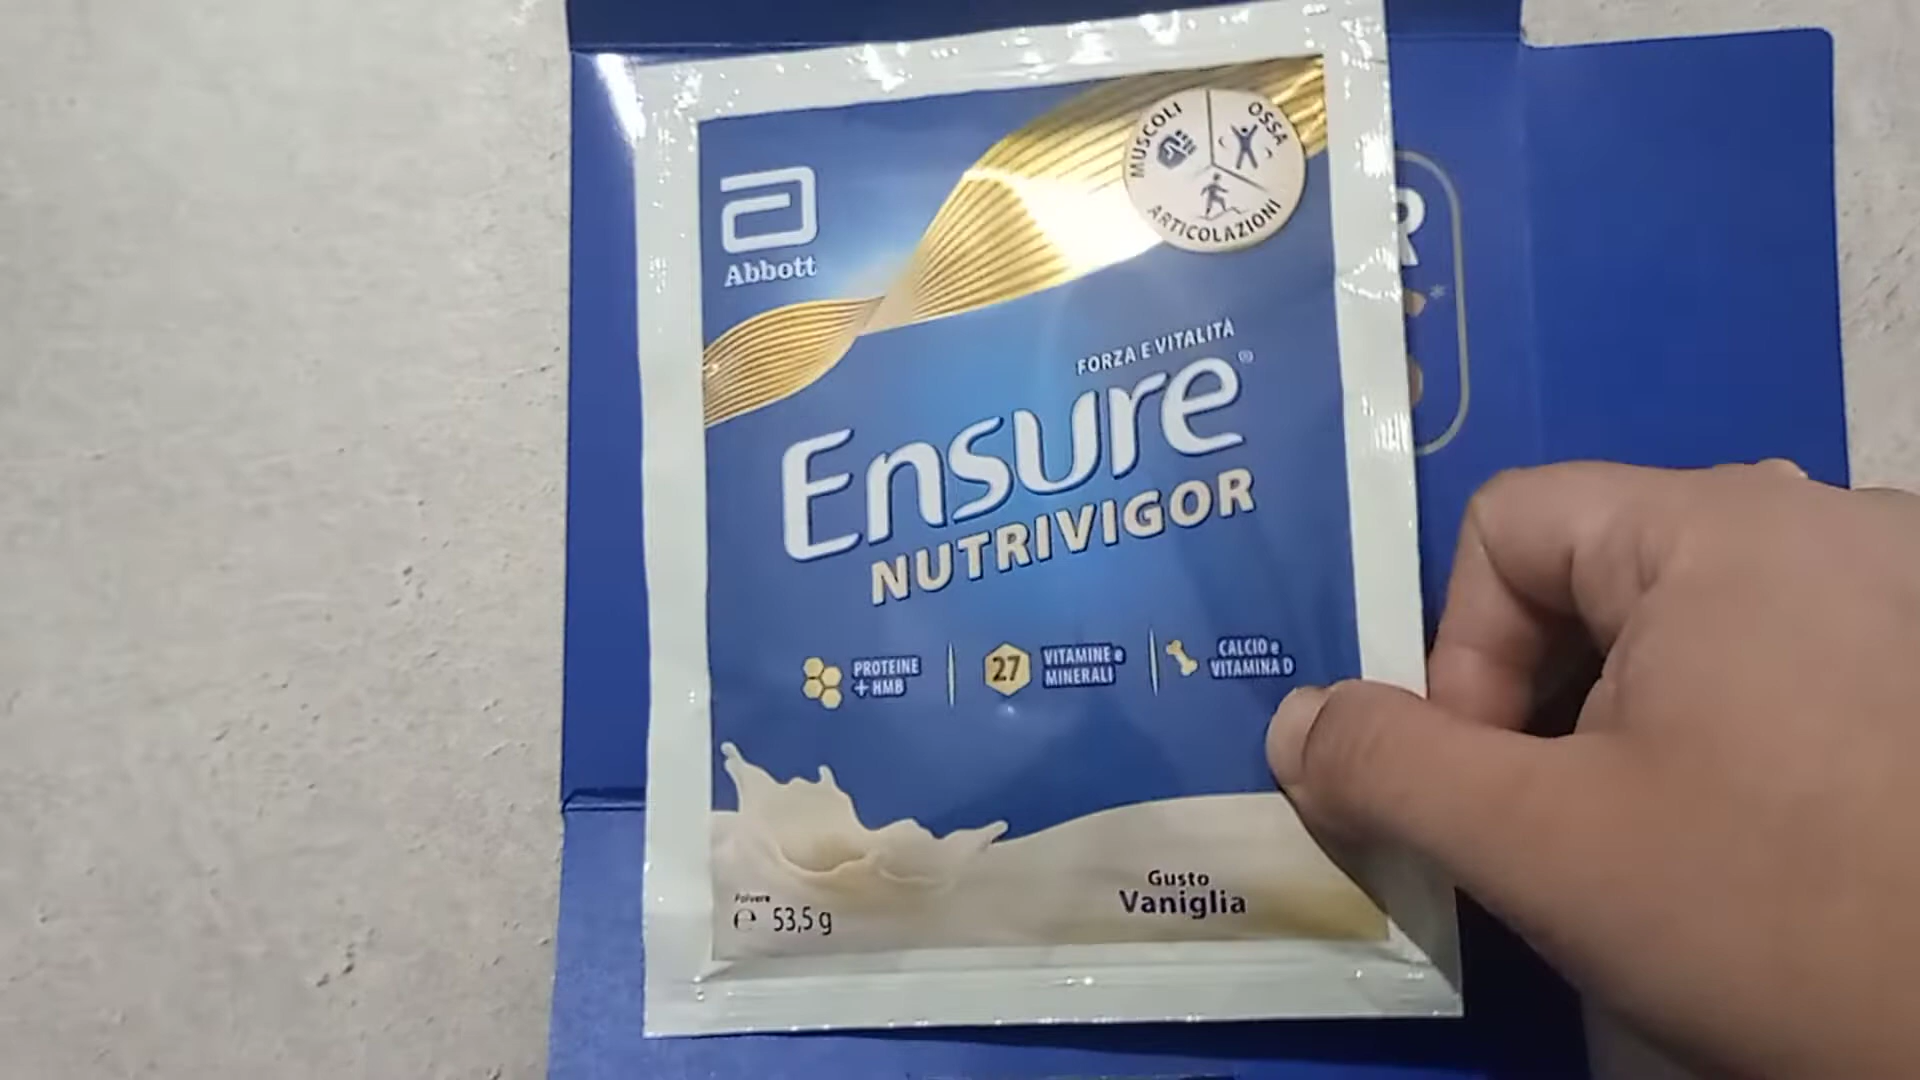 MUSCOLI
OSSA
ARTICOLAZIONI
Abbott
FORZA E VITALITÀ
Ensure®
NUTRIVIGOR
PROTEINE
+ HMB
27
VITAMINE e
MINERALI
CALCIO e
VITAMINA D
Gusto
Vaniglia
Polvere
℮ 53,5 g
R
*